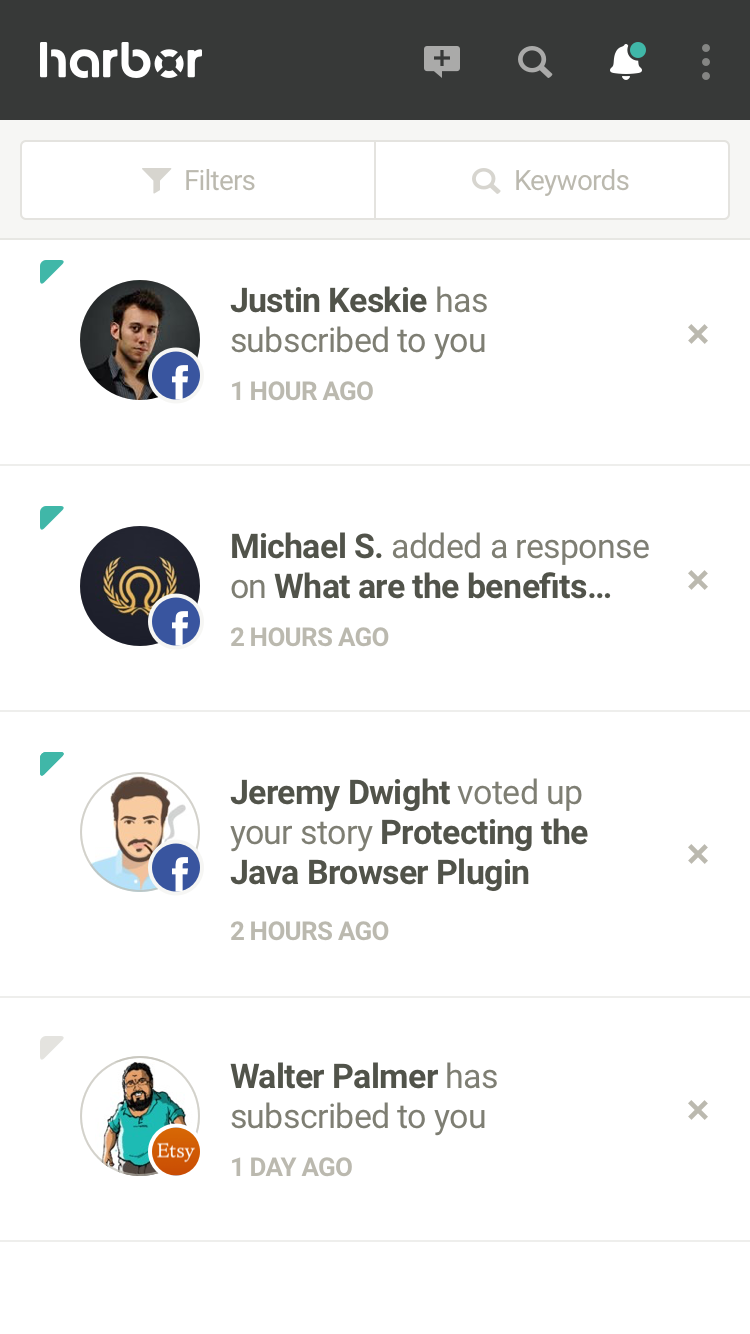 harbor
Filters
Keywords
Justin Keskie has
subscribed to you
1 HOUR AGO
Michael S. added a response
on What are the benefits...
2 HOURS AGO
Jeremy Dwight voted up
your story Protecting the
Java Browser Plugin
2 HOURS AGO
Walter Palmer has
subscribed to you
Etsy
1 DAY AGO